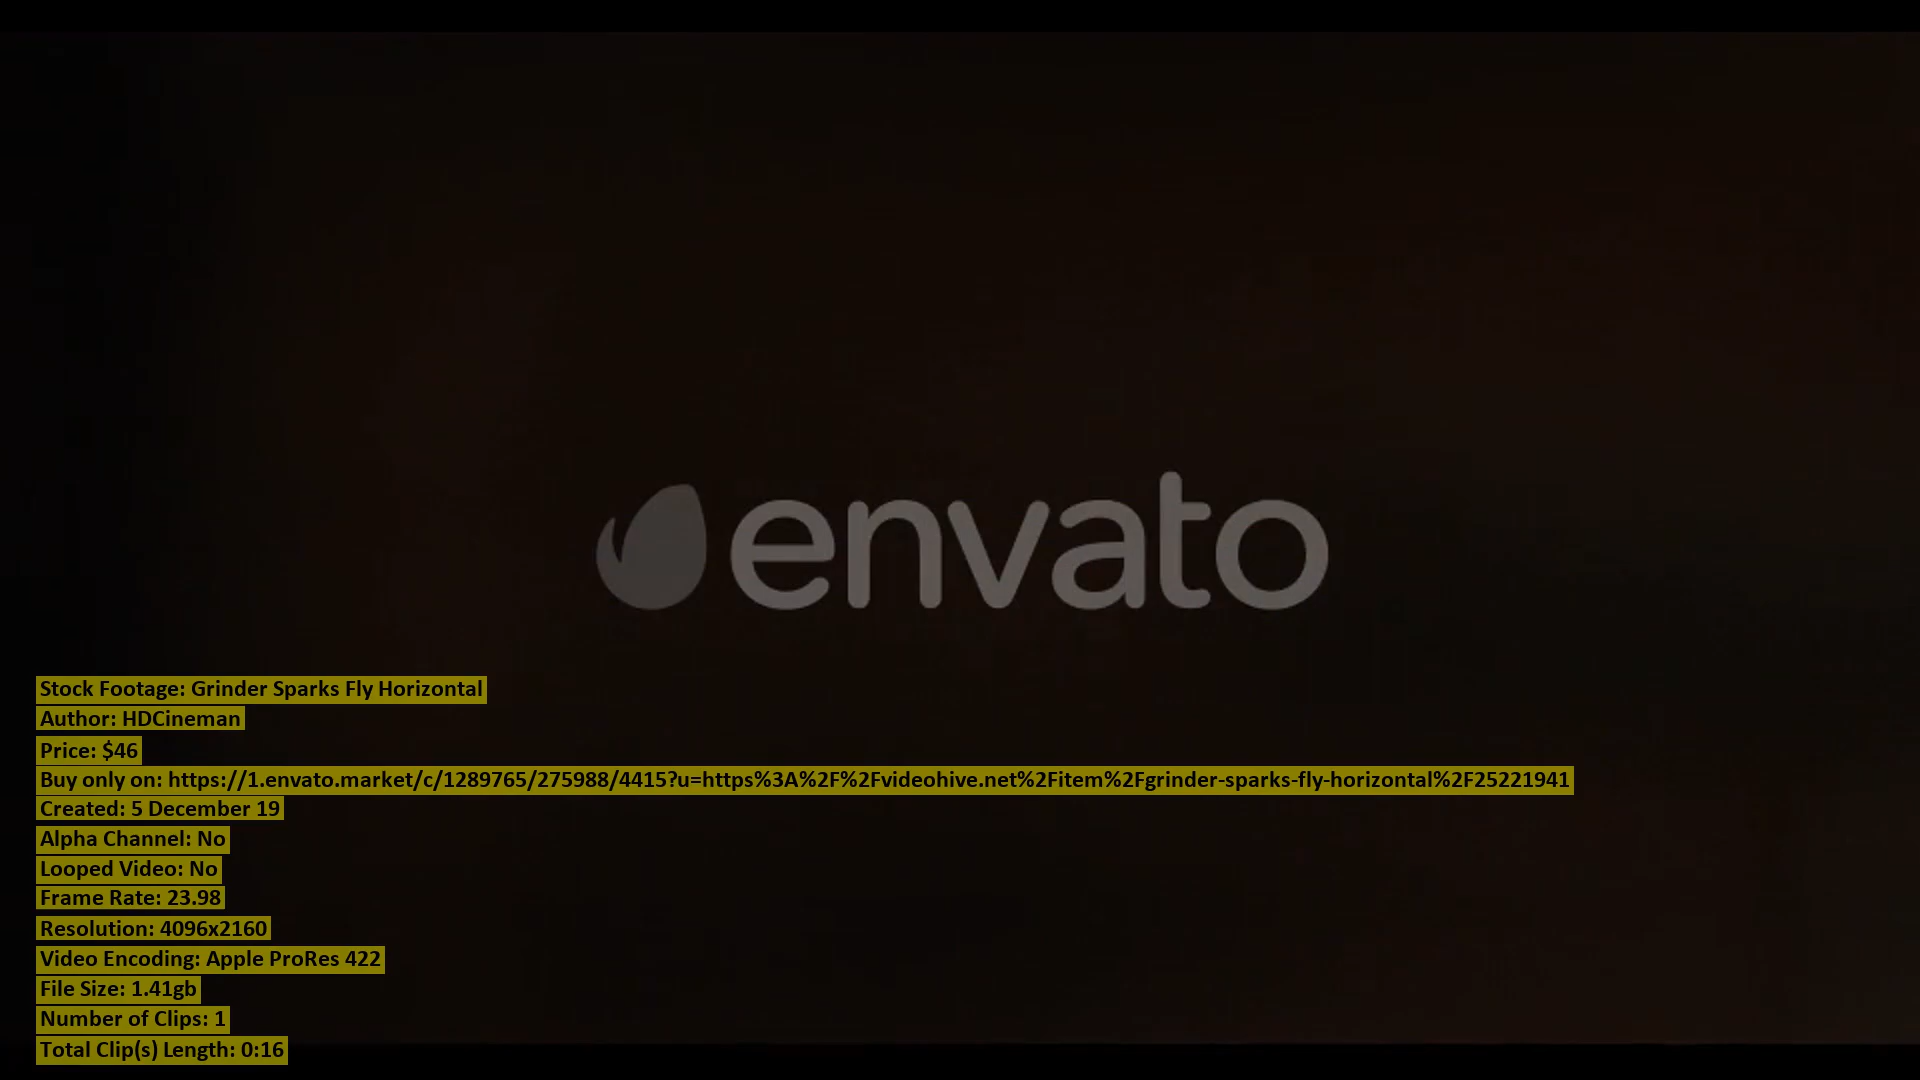 envato
Stock Footage: Grinder Sparks Fly Horizontal
Author: HDCineman
Price: $46
Buy only on: https://1.envato.market/c/1289765/275988/4415?u=https%3A%2F%2Fvideohive.net%2Fitem%2Fgrinder-sparks-fly-horizontal%2F25221941
Created: 5 December 19
Alpha Channel: No
Looped Video: No
Frame Rate: 23.98
Resolution: 4096x2160
Video Encoding: Apple ProRes 422
File Size: 1.41gb
Number of Clips: 1
Total Clip(s) Length: 0:16